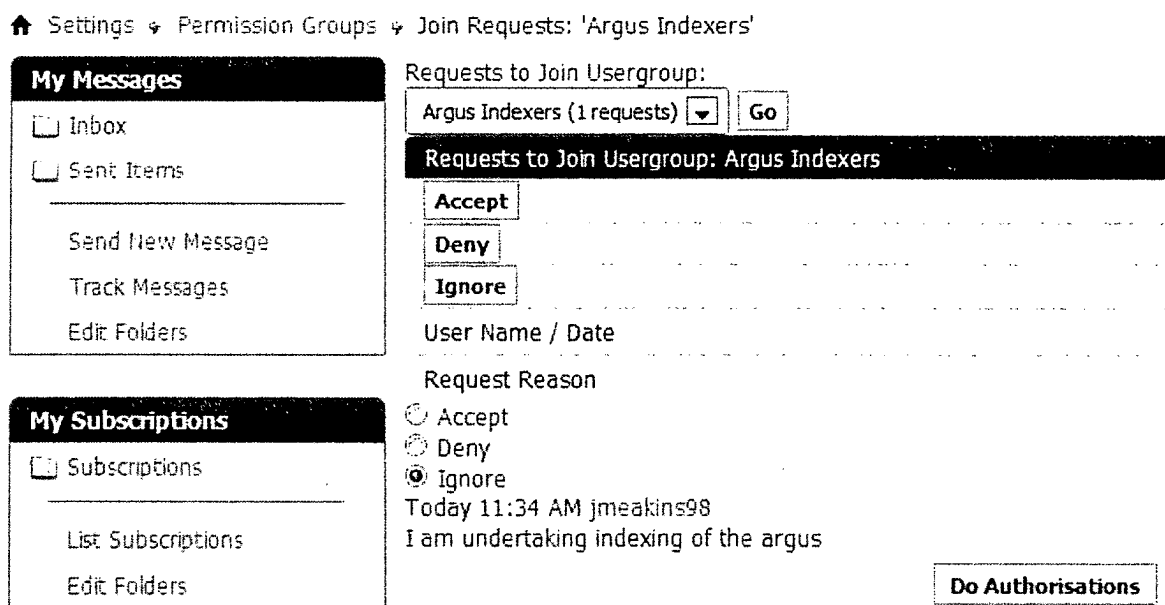 Settings Permission Groups Join Requests: 'Argus Indexers'
My Messages
Inbox
Sent Items
Send New Message
Track Messages
Edit Folders
My Subscriptions
Subscriptions
List Subscriptions
Edit Folders
Requests to Join Usergroup:
Argus Indexers (1 requests) Go
Requests to Join Usergroup: Argus Indexers
Accept
Deny
Ignore
User Name / Date
Request Reason
Accept
Deny
Ignore
Today 11:34 AM jmeakins98
I am undertaking indexing of the argus
Do Authorisations